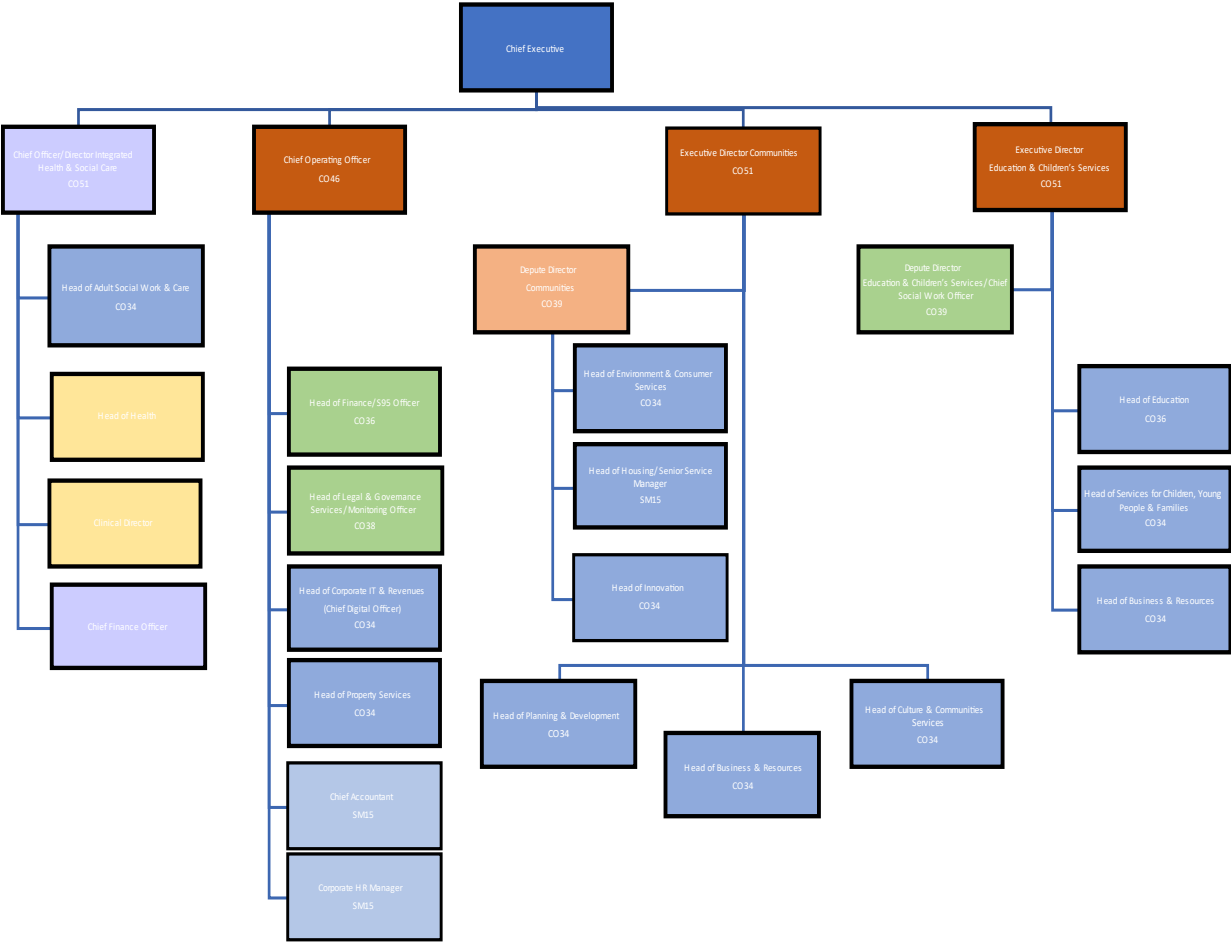 Chief Executive
Chief Officer/Director Integrated
Health & Social Care
CO51
Chief Operating Officer
CO46
Executive Director Communities
CO51
Executive Director
Education & Children's Services
CO51
Head of Adult Social Work & Care
CO34
Head of Health
Clinical Director
Chief Finance Officer
Head of Finance/S95 Officer
CO36
Head of Legal & Governance
Services/Monitoring Officer
CO38
Head of Corporate IT & Revenues
(Chief Digital Officer)
CO34
Head of Property Services
CO34
Chief Accountant
SM15
Corporate HR Manager
SM15
Depute Director
Communities
CO39
Head of Environment & Consumer
Services
CO34
Head of Housing/Senior Service
Manager
SM15
Head of Innovation
CO34
Head of Planning & Development
CO34
Head of Business & Resources
CO34
Head of Culture & Communities
Services
CO34
Depute Director
Education & Children's Services/Chief
Social Work Officer
CO39
Head of Education
CO36
Head of Services for Children, Young
People & Families
CO34
Head of Business & Resources
CO34